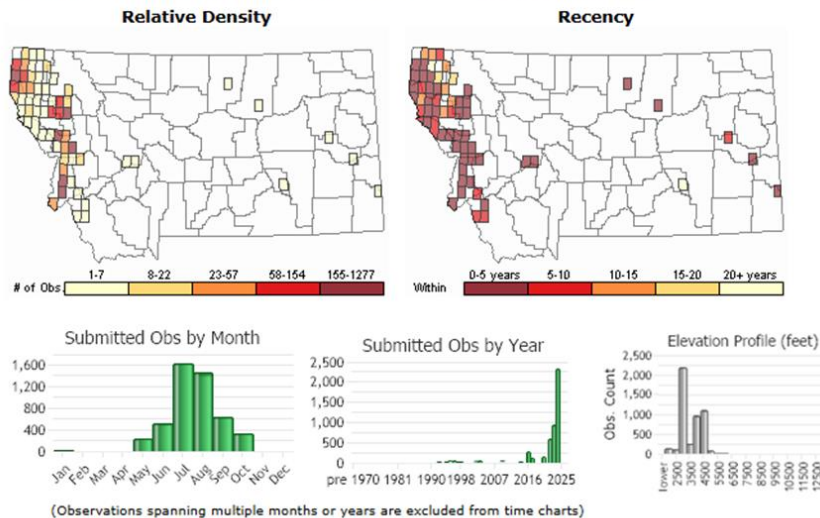 Relative Density
Recency
# of Obs
1-7 8-22 23-57 58-154 155-1277
Within
0-5 years 5-10 10-15 15-20 20+ years
Submitted Obs by Month
1,600
1,200
800
400
0
Jan Feb Mar Apr May Jun Jul Aug Sep Oct Nov Dec
Submitted Obs by Year
2,500
2,000
1,500
1,000
500
0
pre 1970 1981 1990 1998 2007 2016 2025
Elevation Profile (feet)
Obs. Count
2,500
2,000
1,500
1,000
500
0
lower 2500 3500 4500 5500 6500 7500 8500 9500 10500 11500 12500
(Observations spanning multiple months or years are excluded from time charts)